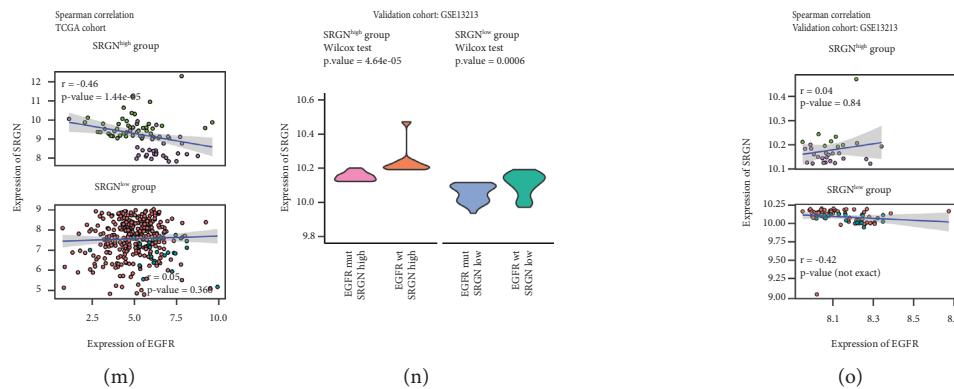 Spearman correlation
TCGA cohort
SRGNhigh group
r = -0.46
p-value = 1.44e-05
12
11
10
9
8
Expression of SRGN
SRGNlow group
9
8
7
6
5
r = 0.05
p-value = 0.368
2.5 5.0 7.5 10.0
Expression of EGFR
(m)
Validation cohort: GSE13213
SRGNhigh group
Wilcox test
p.value = 4.64e-05
SRGNlow group
Wilcox test
p.value = 0.0006
10.6
10.4
10.2
10.0
9.8
Expression of SRGN
EGFR mut
SRGN high
EGFR wt
SRGN high
EGFR mut
SRGN low
EGFR wt
SRGN low
(n)
Spearman correlation
Validation cohort: GSE13213
SRGNhigh group
r = 0.04
p-value = 0.84
10.4
10.3
10.2
10.1
Expression of SRGN
SRGNlow group
10.25
10.00
9.75
9.50
9.25
9.00
r = -0.42
p-value (not exact)
8.1 8.3 8.5
Expression of EGFR
(o)